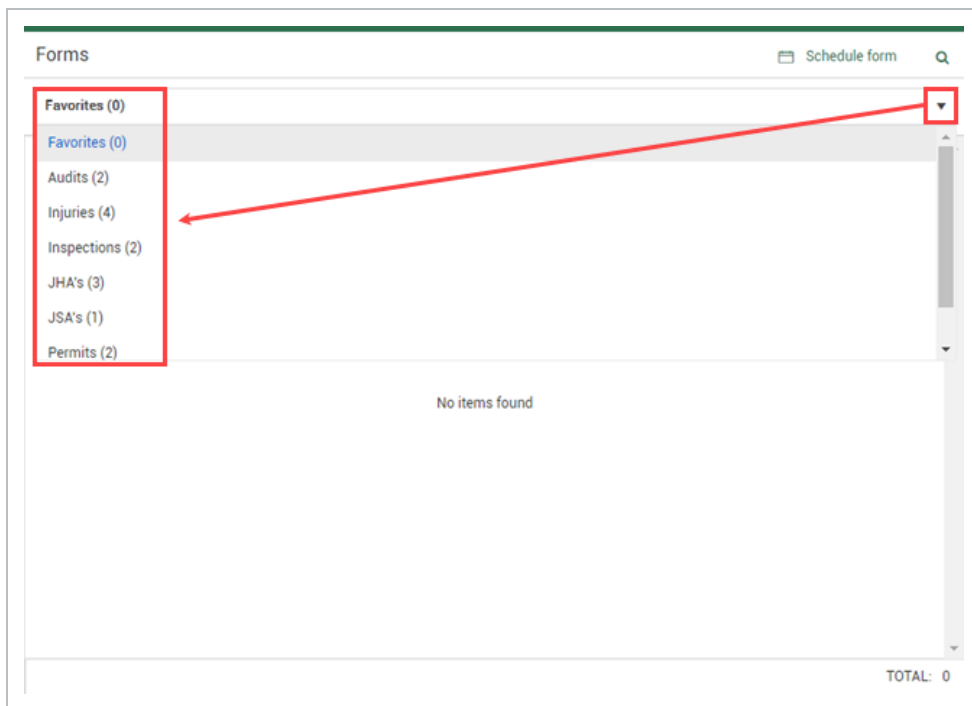 Forms
Schedule form
Favorites (0)
Favorites (0)
Audits (2)
Injuries (4)
Inspections (2)
JHA's (3)
JSA's (1)
Permits (2)
No items found
TOTAL: 0